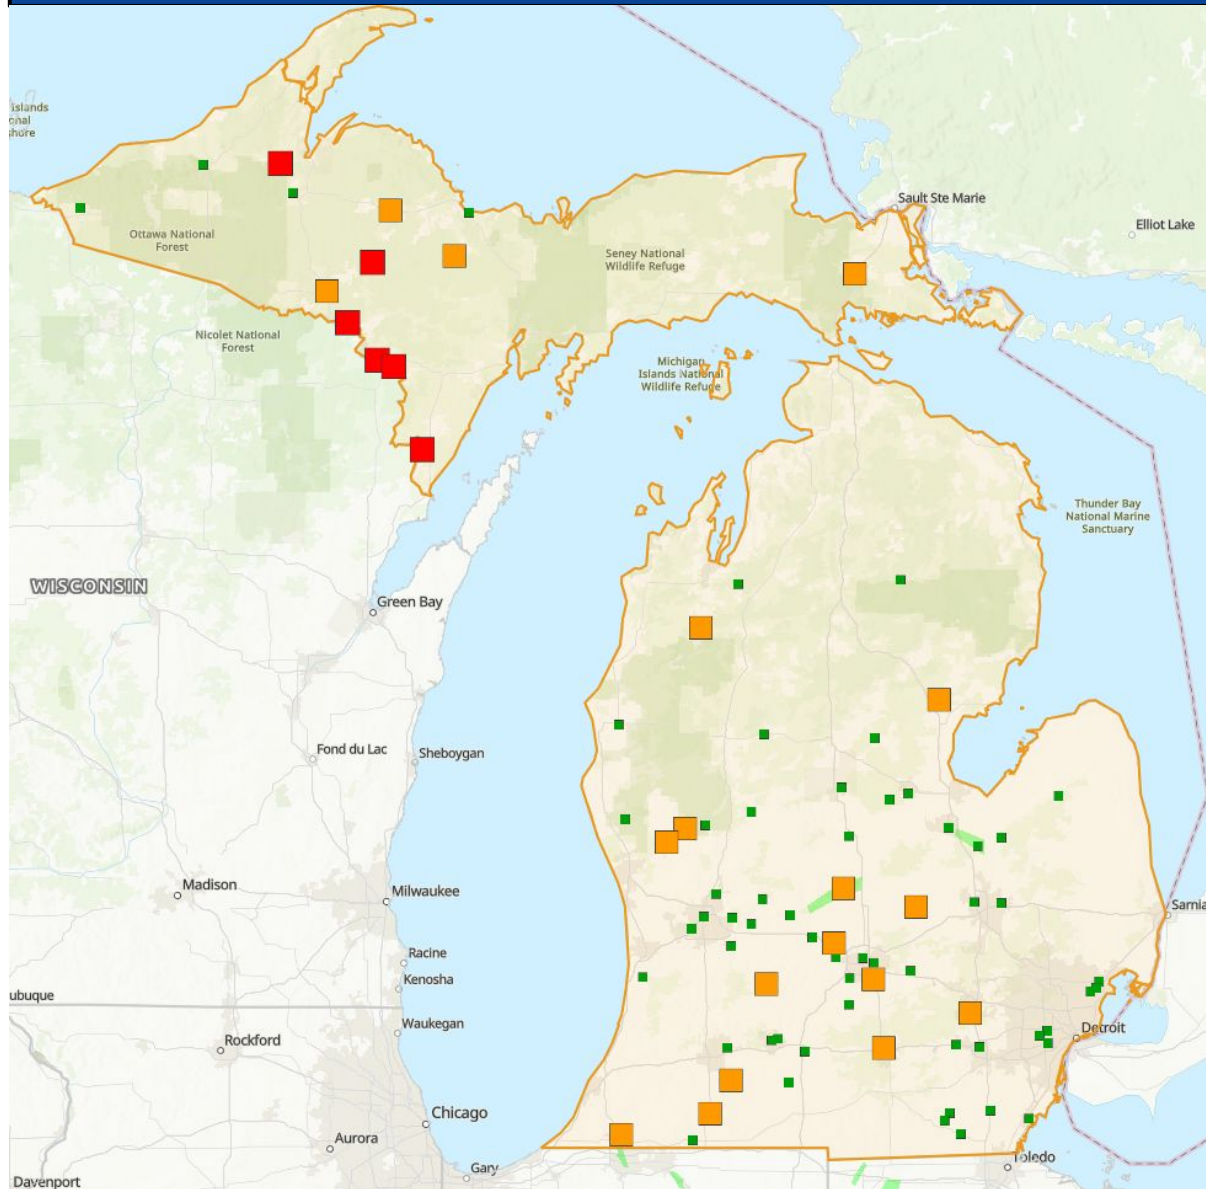 Islands
onal
shore
Sault Ste Marie
Elliot Lake
Ottawa National
Forest
Seney National
Wildlife Refuge
Nicolet National
Forest
Michigan
Islands National
Wildlife Refuge
Thunder Bay
National Marine
Sanctuary
WISCONSIN
Green Bay
Fond du Lac
Sheboygan
Madison
Milwaukee
Sarnia
Racine
Kenosha
ubuque
Waukegan
Rockford
Detroit
Chicago
Aurora
Toledo
Gary
Davenport